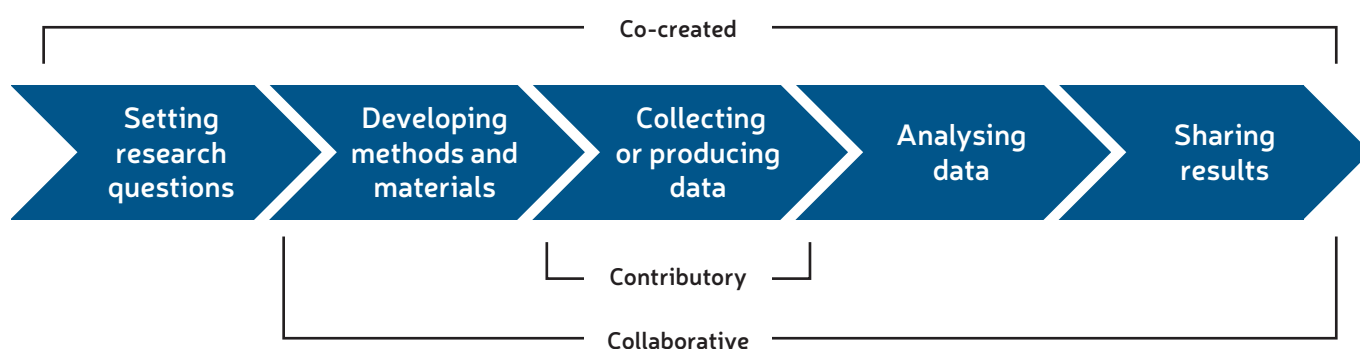 Co-created
Setting
research
questions
Developing
methods and
materials
Collecting
or producing
data
Analysing
data
Sharing
results
Contributory
Collaborative